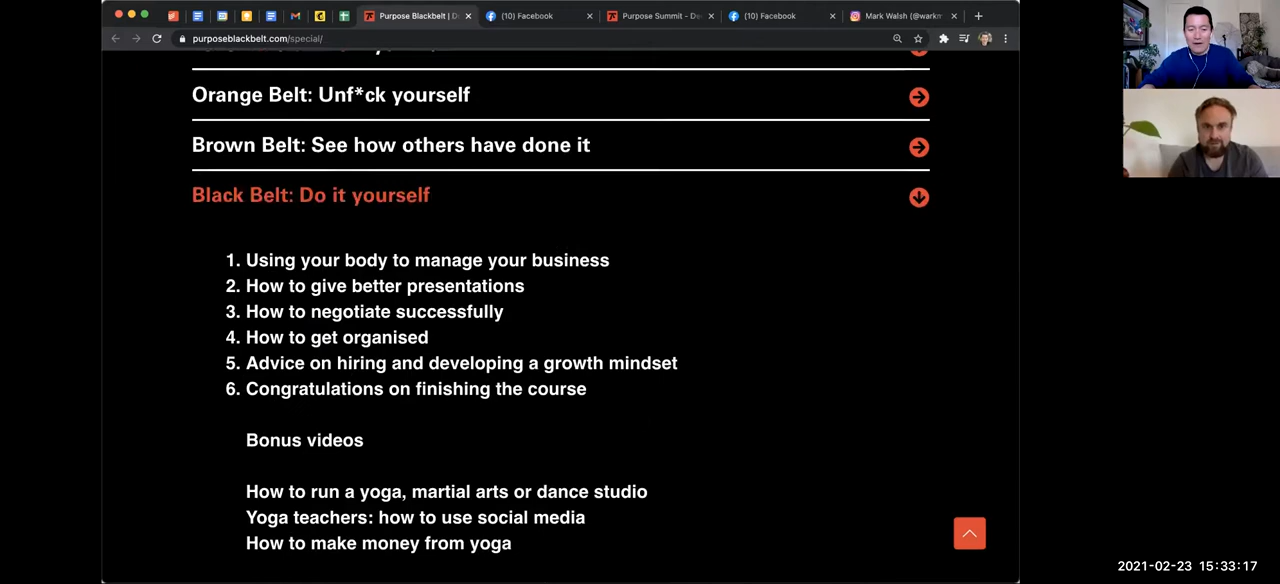 Purpose Blackbelt | D
(10) Facebook
Purpose Summit - De
(10) Facebook
Mark Walsh (@warkm
purposeblackbelt.com/special/
Orange Belt: Unf*ck yourself
Brown Belt: See how others have done it
Black Belt: Do it yourself
1. Using your body to manage your business
2. How to give better presentations
3. How to negotiate successfully
4. How to get organised
5. Advice on hiring and developing a growth mindset
6. Congratulations on finishing the course
Bonus videos
How to run a yoga, martial arts or dance studio
Yoga teachers: how to use social media
How to make money from yoga
2021-02-23 15:33:17